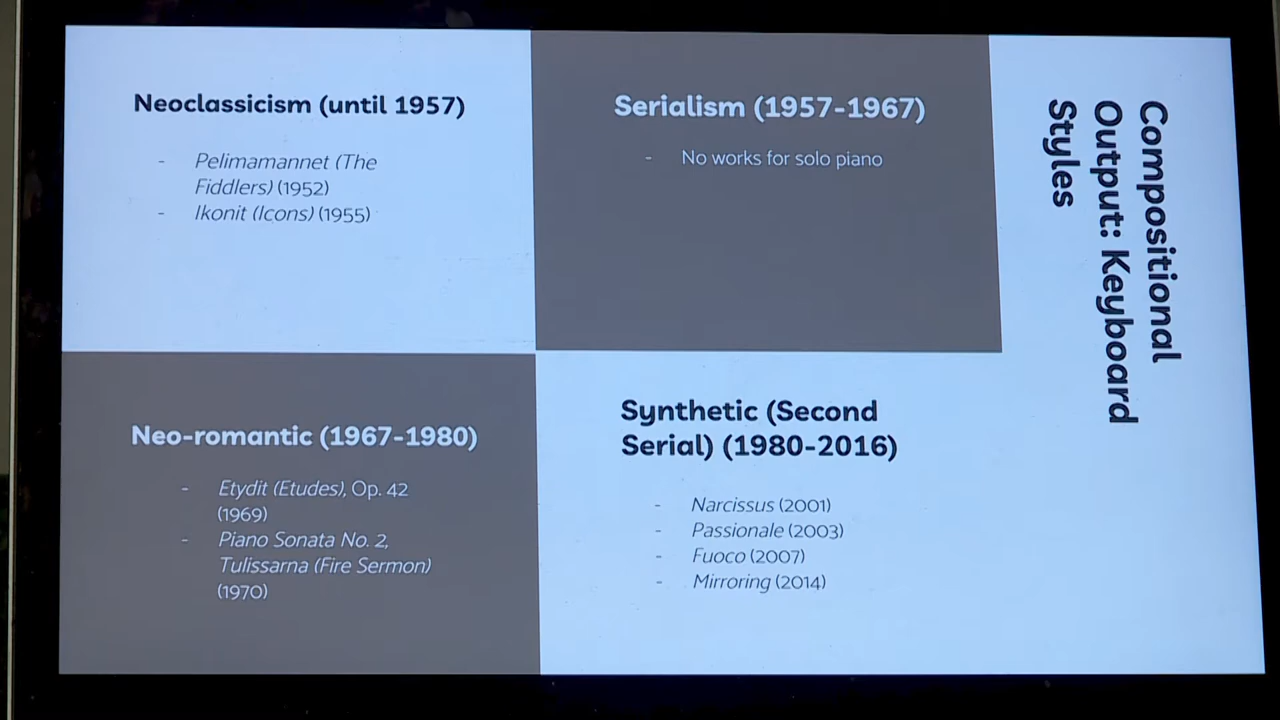 Neoclassicism (until 1957)
- Pelimamannet (The
Fiddlers) (1952)
- Ikonit (Icons) (1955)
Serialism (1957-1967)
- No works for solo piano
Neo-romantic (1967-1980)
- Etydit (Etudes), Op. 42
(1969)
- Piano Sonata No. 2,
Tulissarna (Fire Sermon)
(1970)
Synthetic (Second
Serial) (1980-2016)
- Narcissus (2001)
- Passionale (2003)
- Fuoco (2007)
- Mirroring (2014)
Compositional
Output: Keyboard
Styles